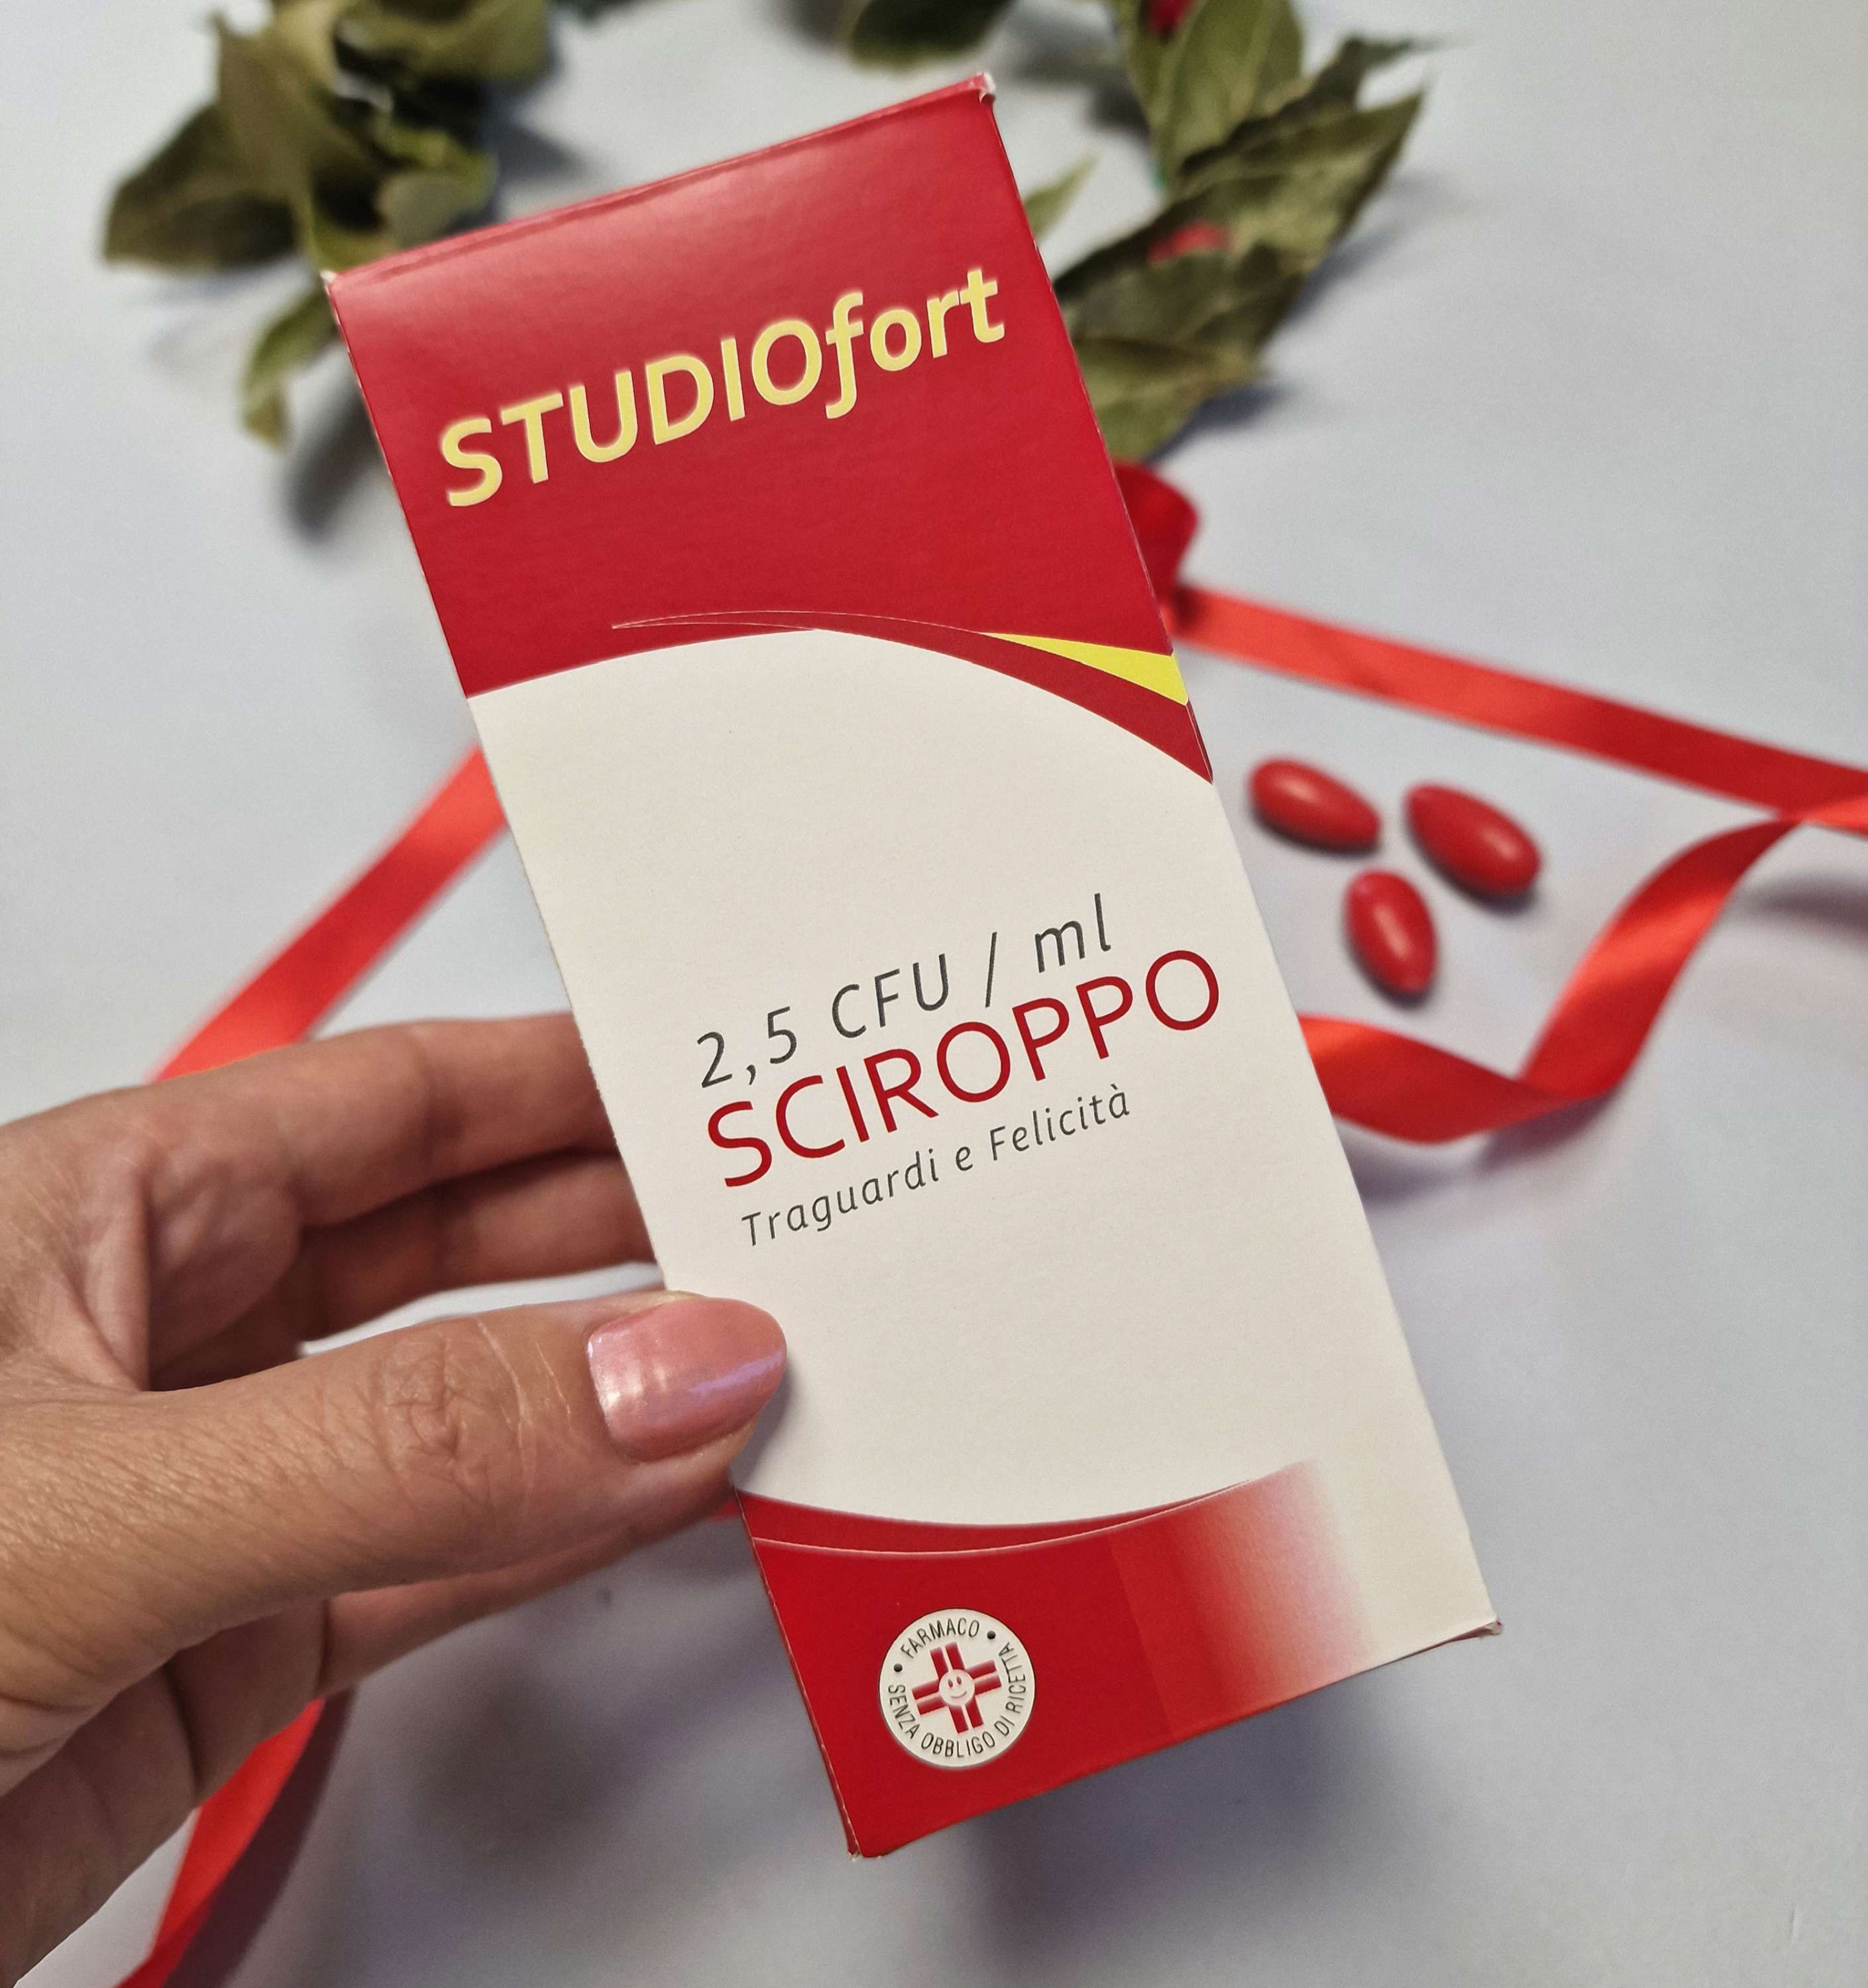 STUDIOfort
2,5 CFU / ml
SCIROPPO
Traguardi e Felicità
• FARMACO •
SENZA OBBLIGO DI RICETTA